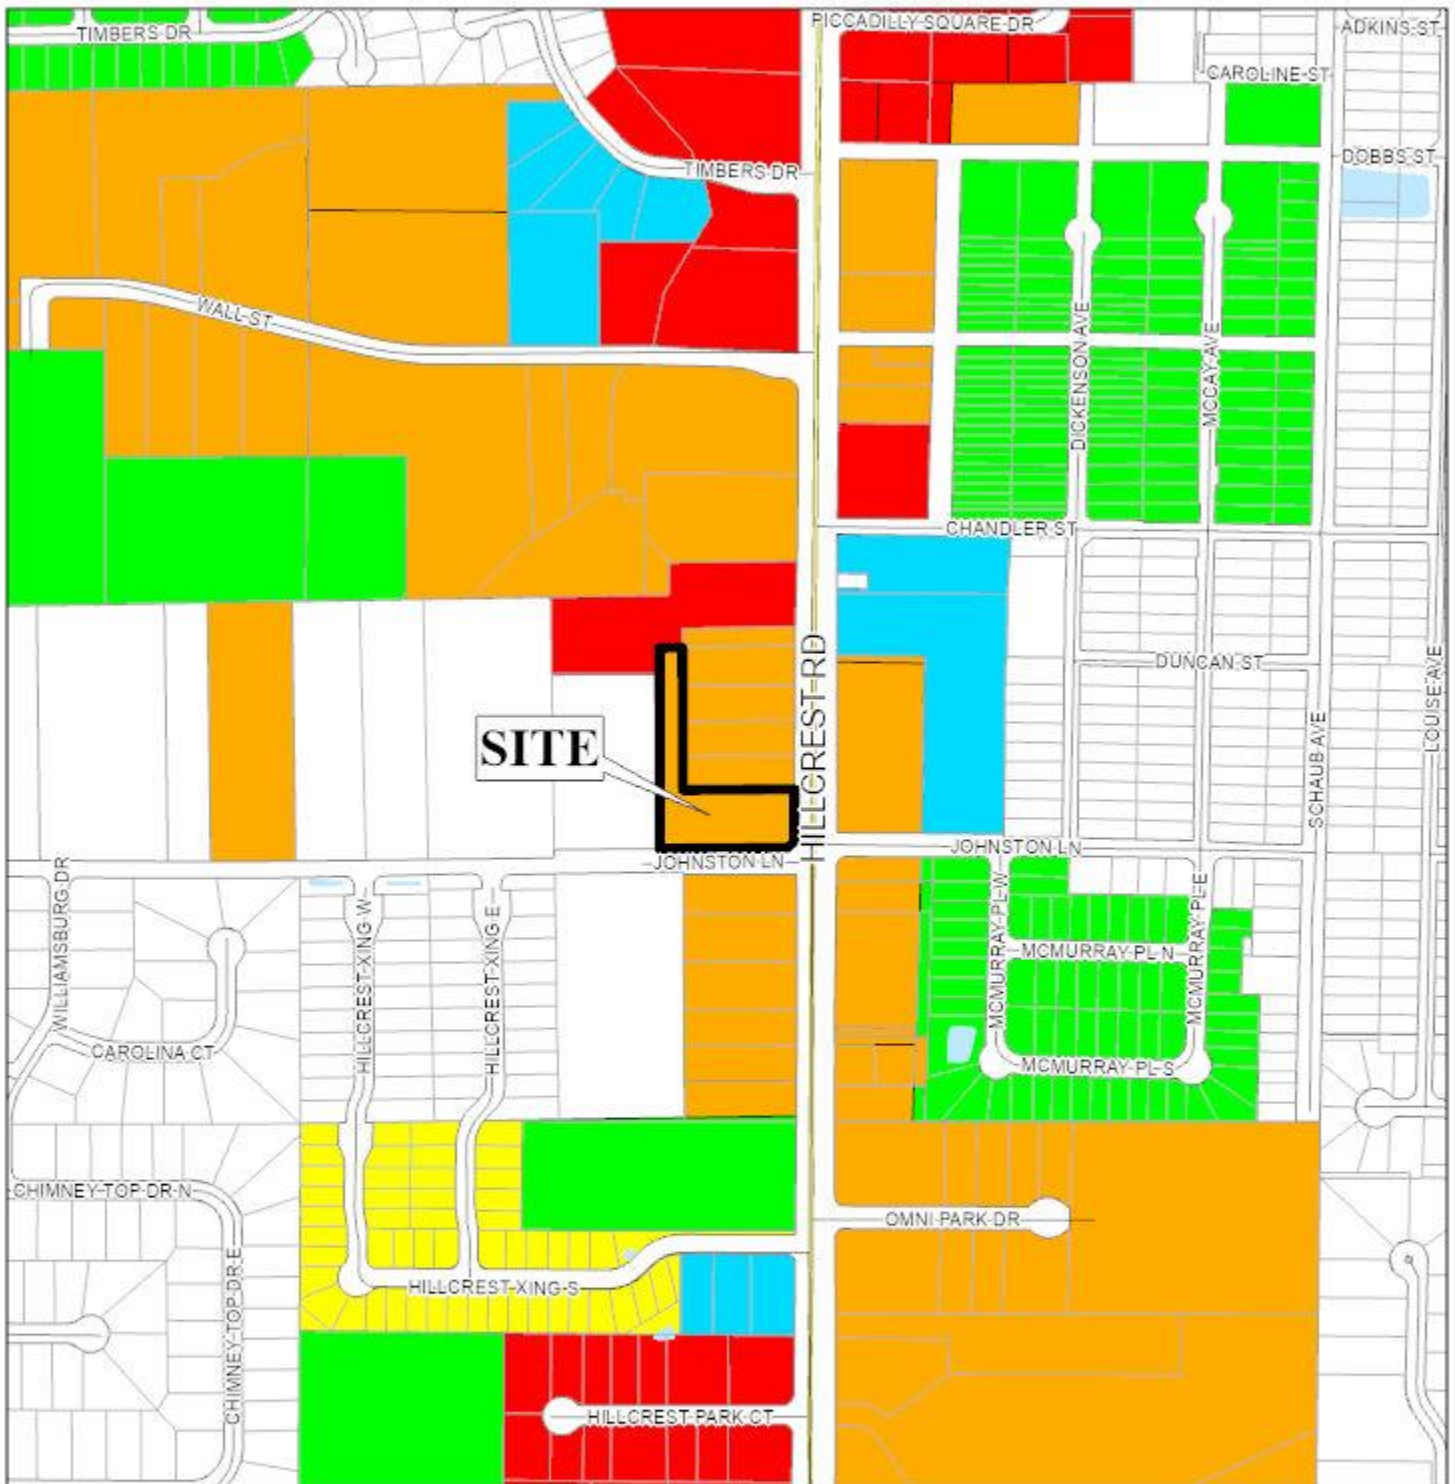 PICCADILLY SQUARE DR
ADKINS ST
TIMBERS DR
CAROLINE ST
DOBBS ST
TIMBERS DR
WALL ST
DICKENSON AVE
MCCAY AVE
CHANDLER ST
DUNCAN ST
LOUISE AVE
HILLCREST RD
SCHAUB AVE
SITE
JOHNSTON LN
JOHNSTON LN
WILLIAMSBURG DR
HILLCREST XING W
HILLCREST XING E
MCMURRAY PL W
MCMURRAY PL E
MCMURRAY PL N
CAROLINA CT
MCMURRAY PL S
CHIMNEY TOP DR N
OMNI PARK DR
CHIMNEY TOP DR E
HILLCREST XING S
HILLCREST PARK CT